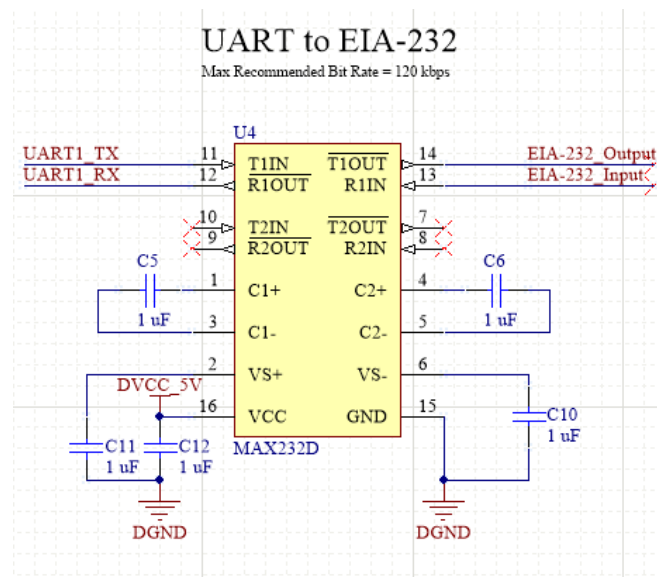 UART to EIA-232
Max Recommended Bit Rate = 120 kbps
U4
UART1_TX 11 T1IN T1OUT 14 EIA-232_Output
UART1_RX 12 R1OUT R1IN 13 EIA-232_Input
10 T2IN T2OUT 7
9 R2OUT R2IN 8
C5 C6
1 C1+ C2+ 4
1 uF 1 uF
3 C1- C2- 5
2 VS+ VS- 6
DVCC_5V
16 VCC GND 15
C10
1 uF
MAX232D
C11 C12
1 uF 1 uF
DGND DGND